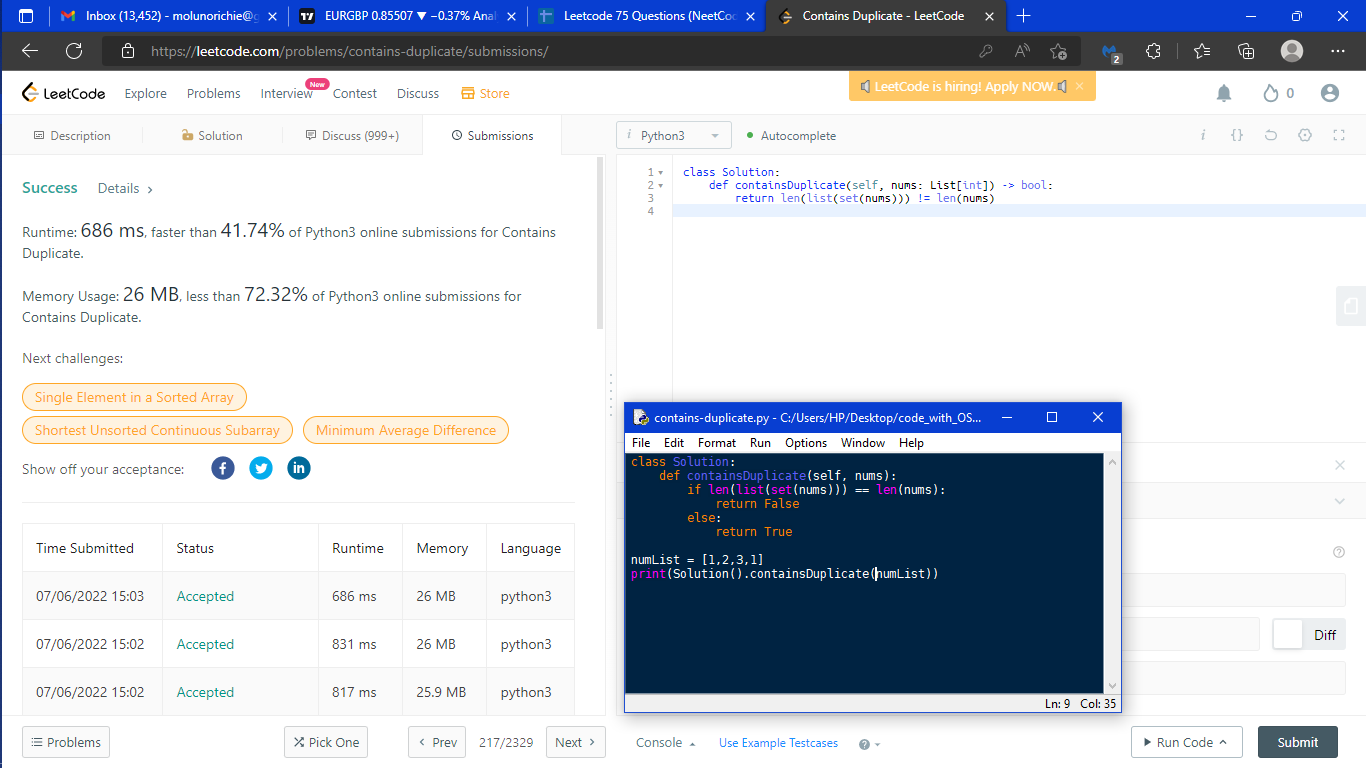 Inbox (13,452) - molunorichie@g
EURGBP 0.85507 ▼ −0.37% Anal
Leetcode 75 Questions (NeetCo
Contains Duplicate - LeetCode
https://leetcode.com/problems/contains-duplicate/submissions/
2
LeetCode
Explore
Problems
Interview
New
Contest
Discuss
Store
LeetCode is hiring! Apply NOW.
0
Description
Solution
Discuss (999+)
Submissions
i Python3
Autocomplete
i {}
Success
Details >
Runtime: 686 ms, faster than 41.74% of Python3 online submissions for Contains
Duplicate.
Memory Usage: 26 MB, less than 72.32% of Python3 online submissions for
Contains Duplicate.
Next challenges:
Single Element in a Sorted Array
Shortest Unsorted Continuous Subarray
Minimum Average Difference
Show off your acceptance:
Time Submitted Status Runtime Memory Language
07/06/2022 15:03 Accepted 686 ms 26 MB python3
07/06/2022 15:02 Accepted 831 ms 26 MB python3
07/06/2022 15:02 Accepted 817 ms 25.9 MB python3
1 class Solution:
2 def containsDuplicate(self, nums: List[int]) -> bool:
3 return len(list(set(nums))) != len(nums)
4
contains-duplicate.py - C:/Users/HP/Desktop/code_with_OS...
File Edit Format Run Options Window Help
class Solution:
def containsDuplicate(self, nums):
if len(list(set(nums))) == len(nums):
return False
else:
return True
numList = [1,2,3,1]
print(Solution().containsDuplicate(numList))
Ln: 9 Col: 35
Diff
Problems
Pick One
< Prev
217/2329
Next >
Console
Use Example Testcases
Run Code
Submit